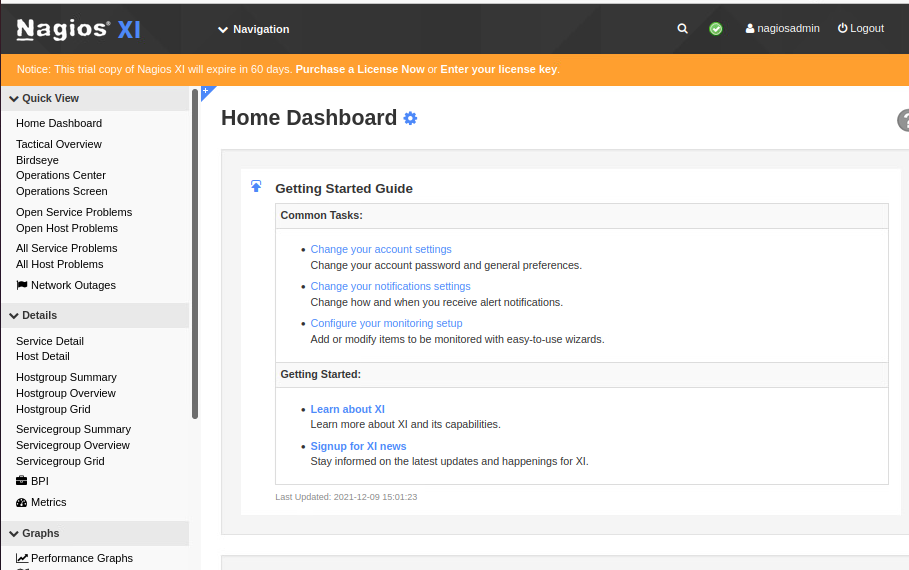 Nagios® XI
Navigation
nagiosadmin
Logout
Notice: This trial copy of Nagios XI will expire in 60 days. Purchase a License Now or Enter your license key.
Quick View
Home Dashboard
Tactical Overview
Birdseye
Operations Center
Operations Screen
Open Service Problems
Open Host Problems
All Service Problems
All Host Problems
Network Outages
Details
Service Detail
Host Detail
Hostgroup Summary
Hostgroup Overview
Hostgroup Grid
Servicegroup Summary
Servicegroup Overview
Servicegroup Grid
BPI
Metrics
Graphs
Performance Graphs
Home Dashboard
?
Getting Started Guide
Common Tasks:
Change your account settings
Change your account password and general preferences.
Change your notifications settings
Change how and when you receive alert notifications.
Configure your monitoring setup
Add or modify items to be monitored with easy-to-use wizards.
Getting Started:
Learn about XI
Learn more about XI and its capabilities.
Signup for XI news
Stay informed on the latest updates and happenings for XI.
Last Updated: 2021-12-09 15:01:23